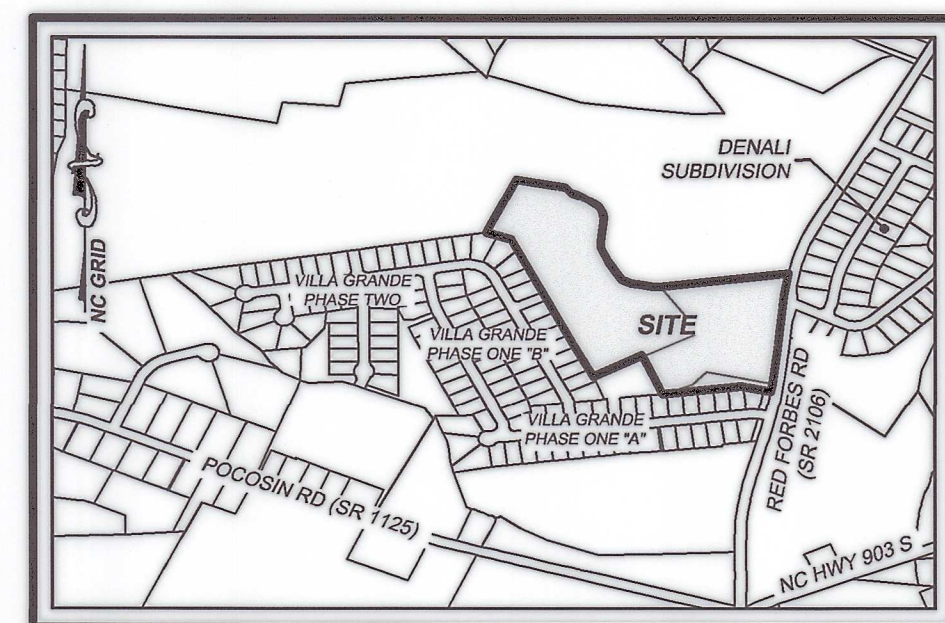 DENALI
SUBDIVISION
NC GRID
VILLA GRANDE
PHASE TWO
SITE
VILLA GRANDE
PHASE ONE "B"
VILLA GRANDE
PHASE ONE "A"
RED FORBES RD
(SR 2106)
POCOSIN RD (SR 1125)
NC HWY 903 S